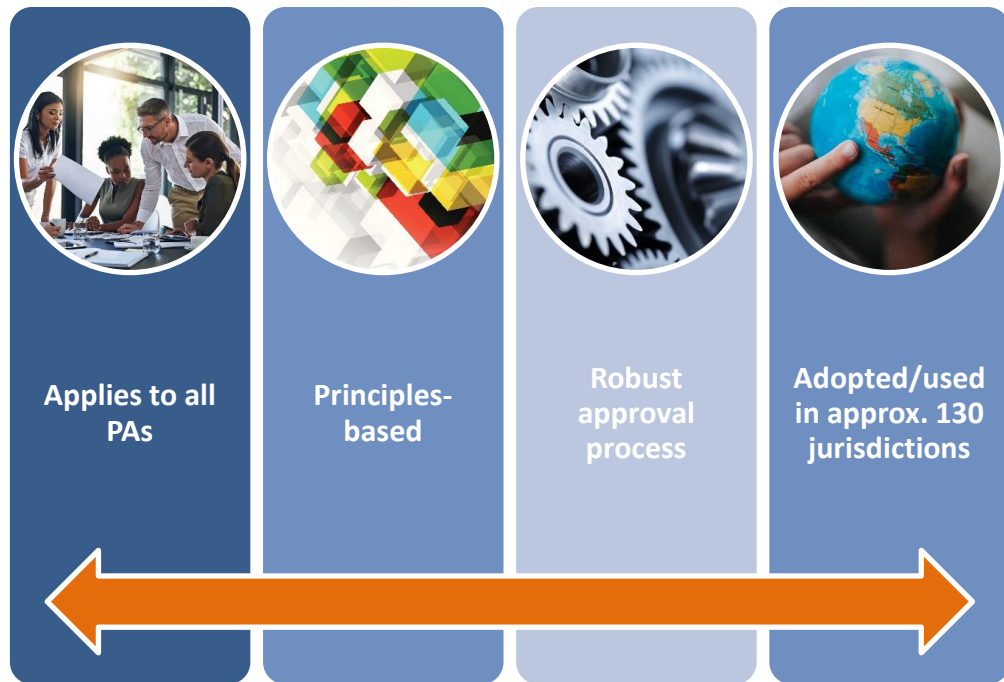 Applies to all
PAs
Principles-
based
Robust
approval
process
Adopted/used
in approx. 130
jurisdictions